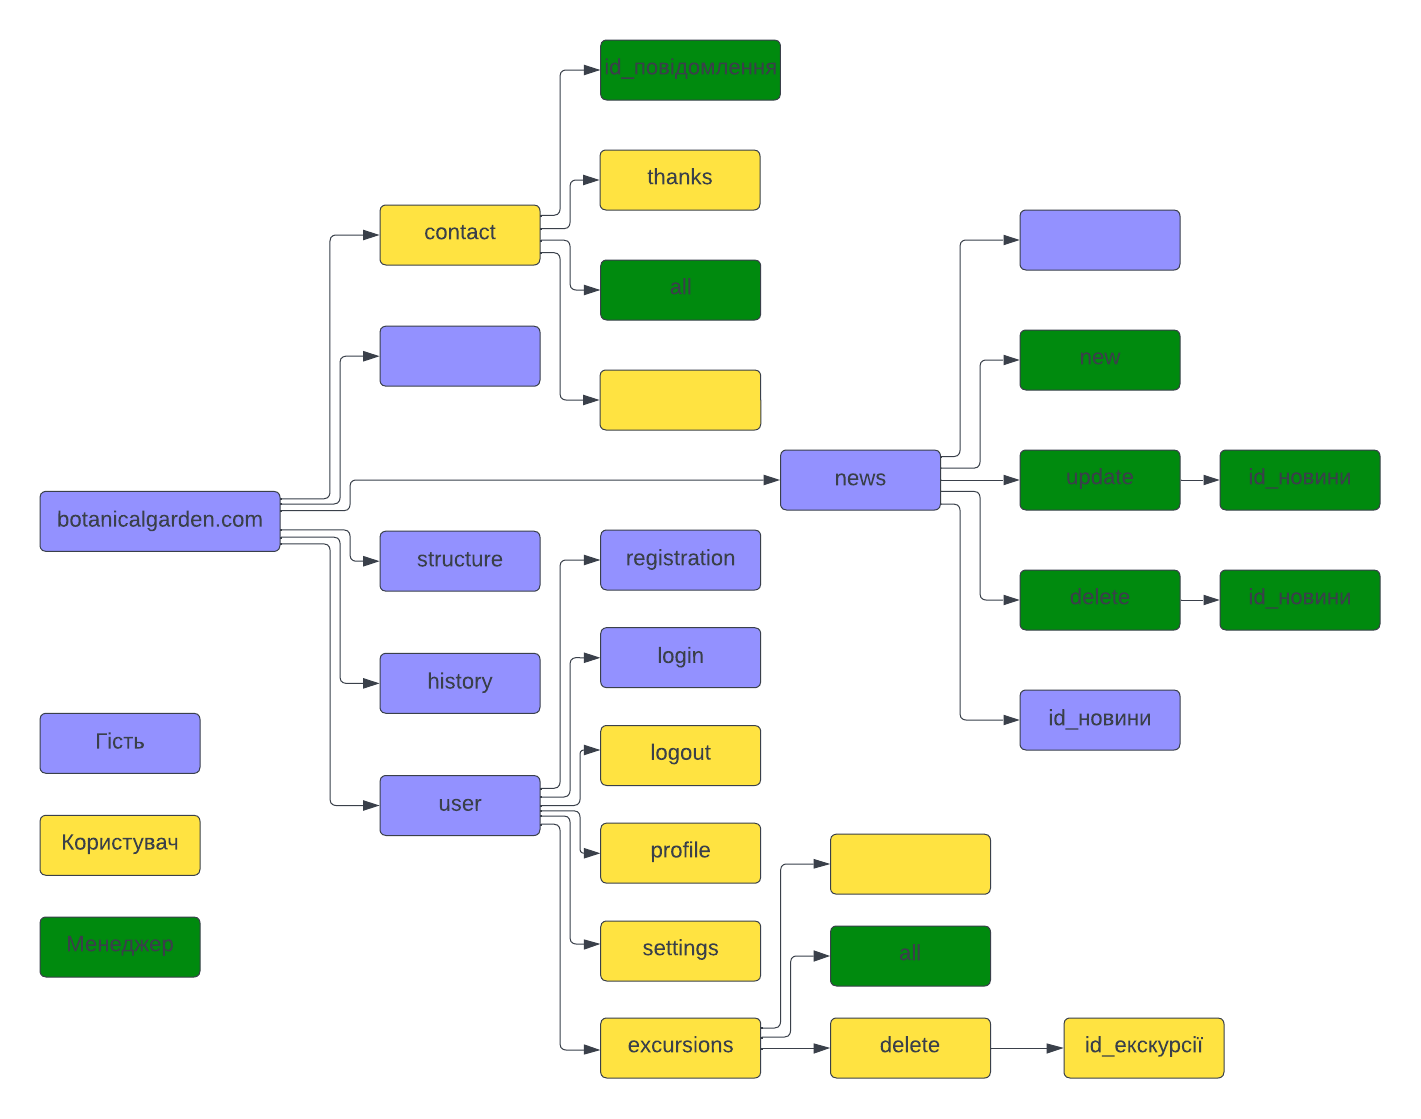 id_повідомлення
thanks
contact
all
new
news
update
id_новини
botanicalgarden.com
structure
registration
delete
id_новини
login
history
id_новини
Гість
logout
user
Користувач
profile
Менеджер
settings
all
excursions
delete
id_екскурсії